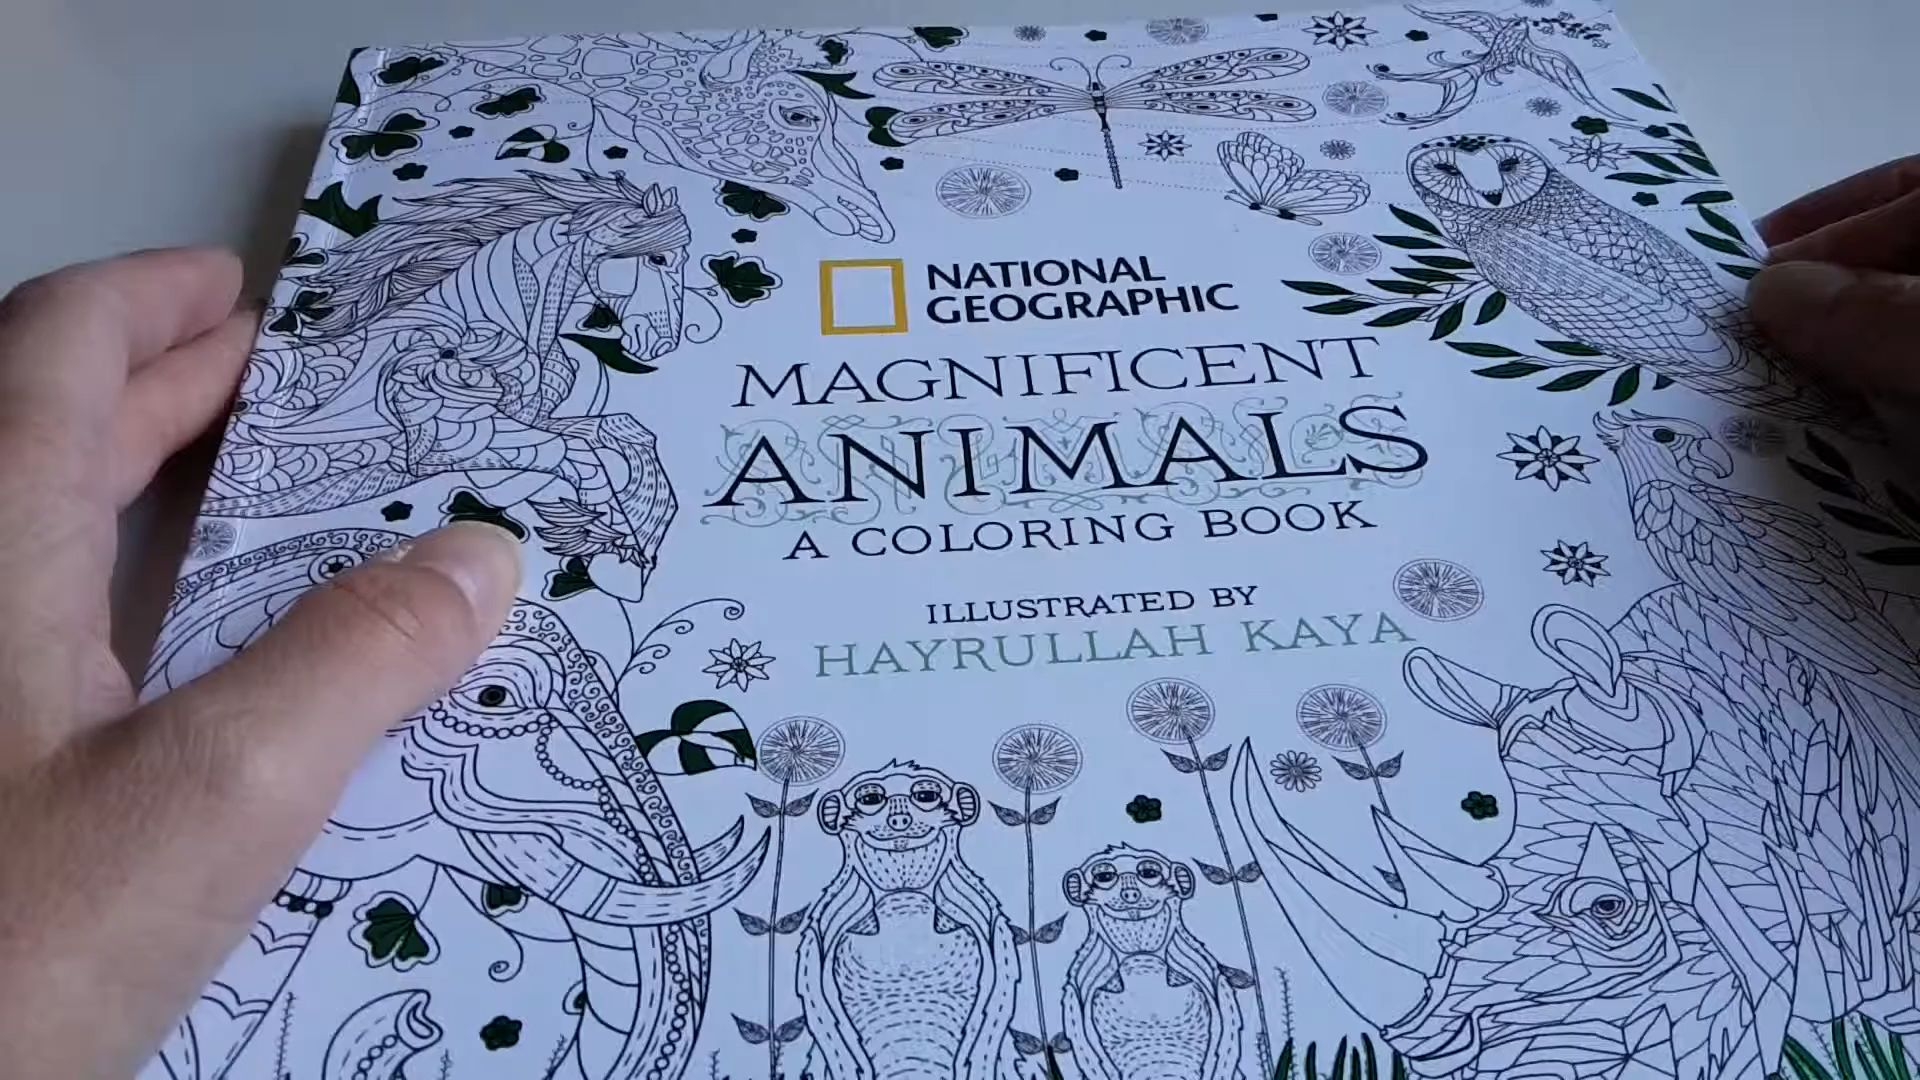 NATIONAL
GEOGRAPHIC
MAGNIFICENT
ANIMALS
A COLORING BOOK
ILLUSTRATED BY
HAYRULLAH KAYA